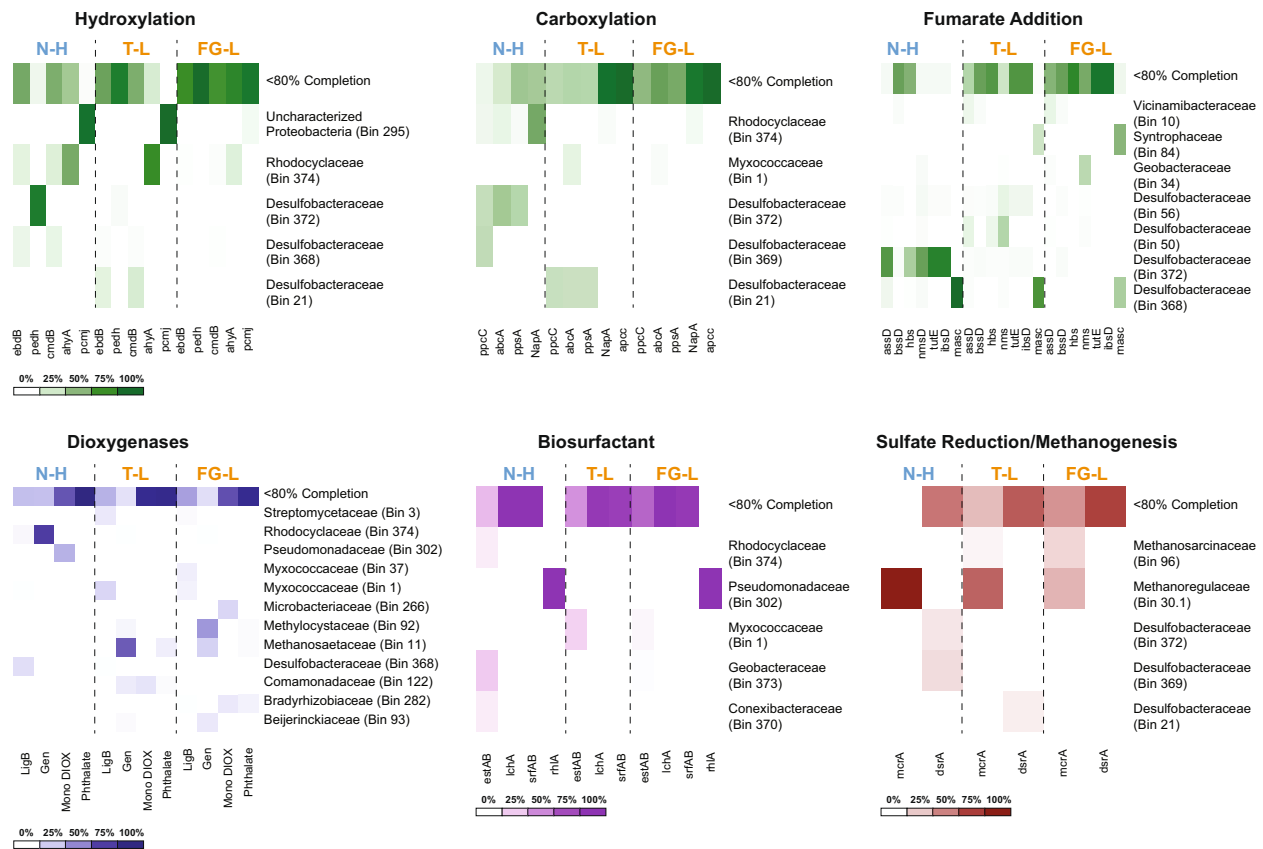 Hydroxylation
N-H T-L FG-L
<80% Completion
Uncharacterized
Proteobacteria (Bin 295)
Rhodocyclaceae
(Bin 374)
Desulfobacteraceae
(Bin 372)
Desulfobacteraceae
(Bin 368)
Desulfobacteraceae
(Bin 21)
ebdB pedh cmdB ahyA pcmj ebdB pedh cmdB ahyA pcmj ebdB pedh cmdB ahyA pcmj
0% 25% 50% 75% 100%
Carboxylation
N-H T-L FG-L
<80% Completion
Rhodocyclaceae
(Bin 374)
Myxococcaceae
(Bin 1)
Desulfobacteraceae
(Bin 372)
Desulfobacteraceae
(Bin 369)
Desulfobacteraceae
(Bin 21)
ppcC abcA ppsA NapA ppcC abcA ppsA NapA apcc ppcC abcA ppsA NapA apcc
Fumarate Addition
N-H T-L FG-L
<80% Completion
Vicinamibacteraceae
(Bin 10)
Syntrophaceae
(Bin 84)
Geobacteraceae
(Bin 34)
Desulfobacteraceae
(Bin 56)
Desulfobacteraceae
(Bin 50)
Desulfobacteraceae
(Bin 372)
Desulfobacteraceae
(Bin 368)
assD bssD hbs nmsD tutE ibsD masc assD bssD hbs nms tutE ibsD masc assD bssD hbs nms tutE ibsD masc
Dioxygenases
N-H T-L FG-L
<80% Completion
Streptomycetaceae (Bin 3)
Rhodocyclaceae (Bin 374)
Pseudomonadaceae (Bin 302)
Myxococcaceae (Bin 37)
Myxococcaceae (Bin 1)
Microbacteriaceae (Bin 266)
Methylocystaceae (Bin 92)
Methanosaetaceae (Bin 11)
Desulfobacteraceae (Bin 368)
Comamonadaceae (Bin 122)
Bradyrhizobiaceae (Bin 282)
Beijerinckiaceae (Bin 93)
LigB Gen Mono DIOX Phthalate LigB Gen Mono DIOX Phthalate LigB Gen Mono DIOX Phthalate
0% 25% 50% 75% 100%
Biosurfactant
N-H T-L FG-L
<80% Completion
Rhodocyclaceae
(Bin 374)
Pseudomonadaceae
(Bin 302)
Myxococcaceae
(Bin 1)
Geobacteraceae
(Bin 373)
Conexibacteraceae
(Bin 370)
estAB lchA srfAB rhlA estAB lchA srfAB estAB lchA srfAB rhlA
0% 25% 50% 75% 100%
Sulfate Reduction/Methanogenesis
N-H T-L FG-L
<80% Completion
Methanosarcinaceae
(Bin 96)
Methanoregulaceae
(Bin 30.1)
Desulfobacteraceae
(Bin 372)
Desulfobacteraceae
(Bin 369)
Desulfobacteraceae
(Bin 21)
mcrA dsrA mcrA dsrA mcrA dsrA
0% 25% 50% 75% 100%